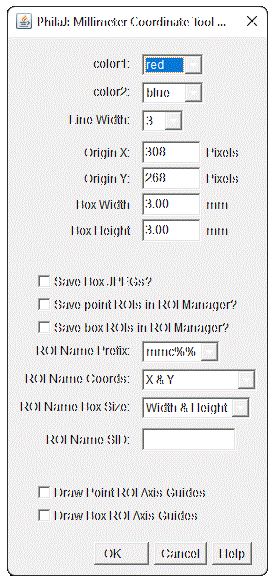 PhilaJ: Millimeter Coordinate Tool ...
color1: red
color2: blue
Line Width: 3
Origin X: 308 Pixels
Origin Y: 268 Pixels
Box Width 3.00 mm
Box Height 3.00 mm
Save Box JPEGs?
Save point ROIs in ROI Manager?
Save box ROIs in ROI Manager?
ROI Name Prefix: mmc%%
ROI Name Coords: X & Y
ROI Name Box Size: Width & Height
ROI Name SID:
Draw Point ROI Axis Guides
Draw Box ROI Axis Guides
OK Cancel Help